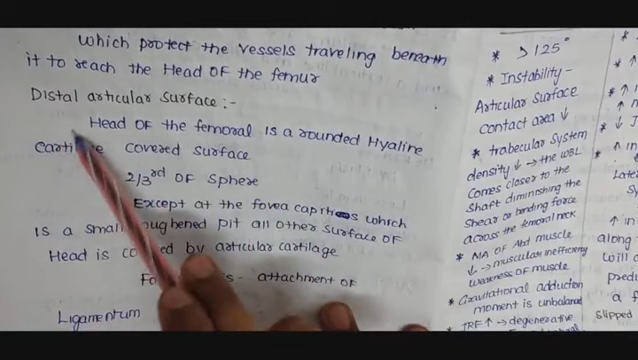 which protect the vessels traveling beneath
it to reach the Head OF the femur
Distal articular surface :-
Head OF the femoral is a rounded Hyaline
covered surface
2/3rd OF sphere
Except at the fovea which
is a small pit all other surface OF
Head is by articular cartilage
- attachment OF
Ligamentum
* > 125°
* Instability -
Articular surface
contact area ↓
* trabecular system
density ↓ → the WBL
comes closer to the
shaft diminishing the
shear or bending force
across the femoral neck
* MA OF Abd muscle
↓ → muscular inefficiency
weakness OF muscle
* Gravitational adduction
moment is unbalanced
* JRF ↑ → degenerative
* ↑
* ↑
* ↓
* ↑ in
Later
↑ in
along
will
predi
a f
slipped